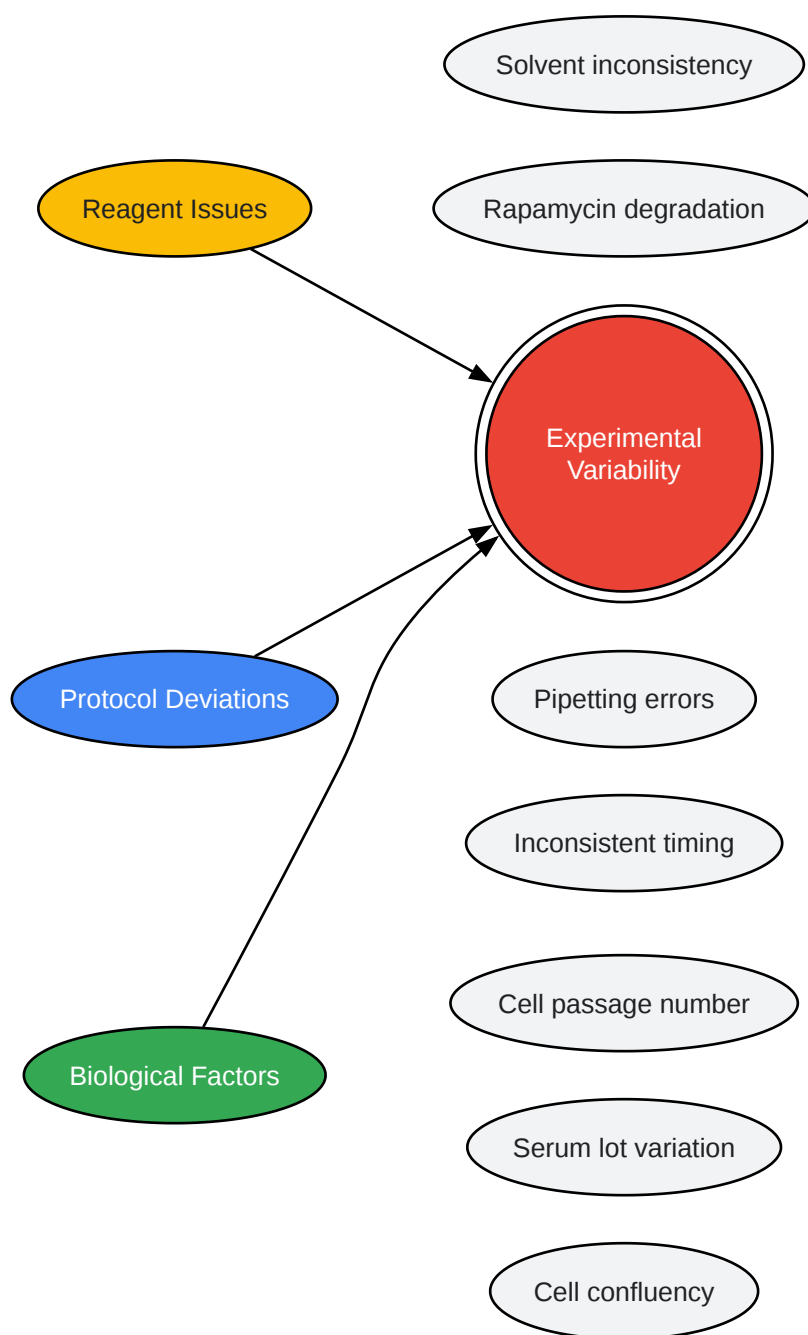 Solvent inconsistency
Reagent Issues
Rapamycin degradation
Experimental
Variability
Protocol Deviations
Pipetting errors
Inconsistent timing
Cell passage number
Biological Factors
Serum lot variation
Cell confluency